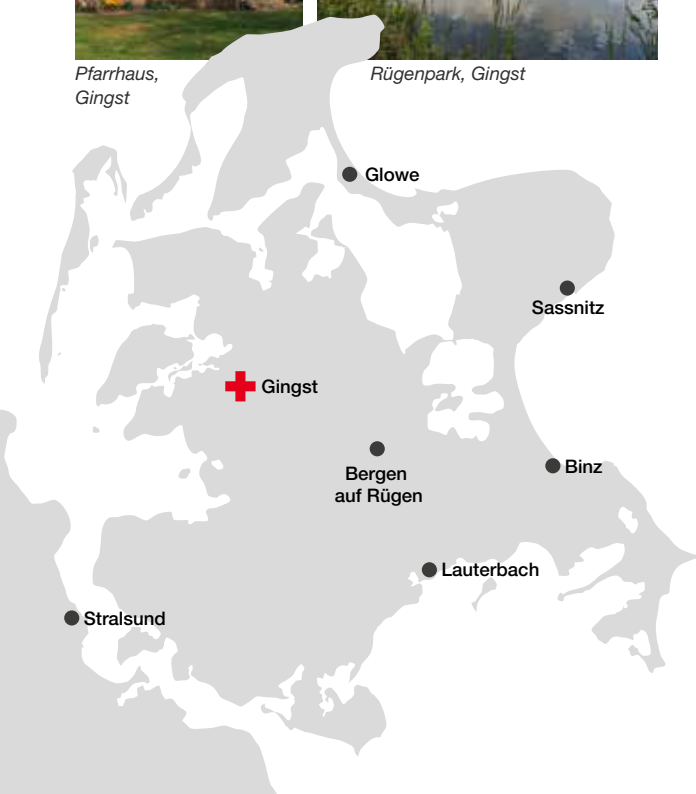 Pfarrhaus,
Gingst
Rügenpark, Gingst
Glowe
Sassnitz
Gingst
Bergen
auf Rügen
Binz
Lauterbach
Stralsund